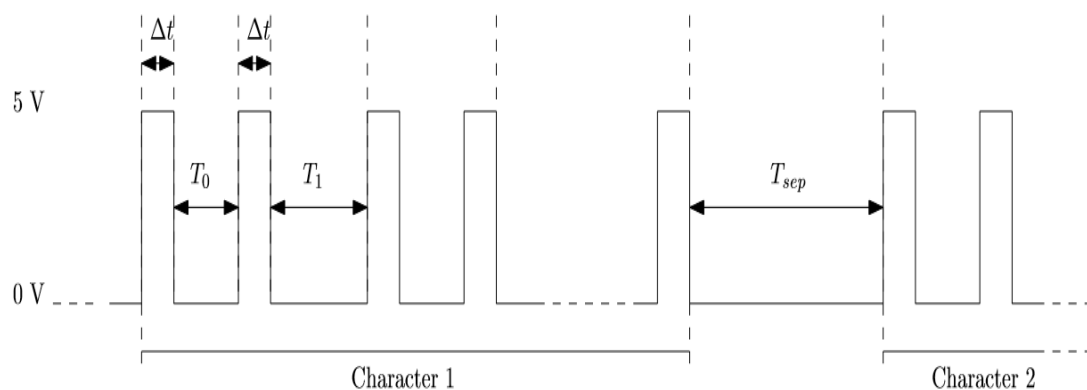 Δt Δt
5 V
T₀ T₁ Tsep
0 V
Character 1 Character 2